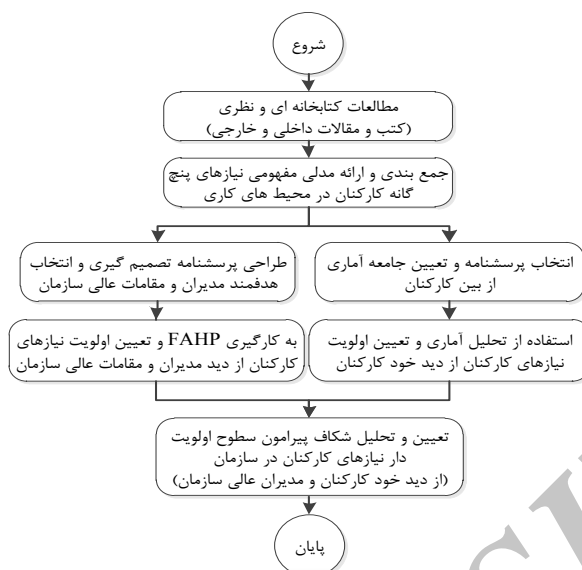 شروع
مطالعات کتابخانه ای و نظری
(کتب و مقالات داخلی و خارجی)
جمع بندی و ارائه مدلی مفهومی نیازهای پنج
گانه کارکنان در محیط های کاری
انتخاب پرسشنامه و تعیین جامعه آماری
از بین کارکنان
طراحی پرسشنامه تصمیم گیری و انتخاب
هدفمند مدیران و مقامات عالی سازمان
استفاده از تحلیل آماری و تعیین اولویت
نیازهای کارکنان از دید خود کارکنان
به کارگیری FAHP و تعیین اولویت نیازهای
کارکنان از دید مدیران و مقامات عالی سازمان
تعیین و تحلیل شکاف پیرامون سطوح اولویت
دار نیازهای کارکنان در سازمان
(از دید خود کارکنان و مدیران عالی سازمان)
پایان